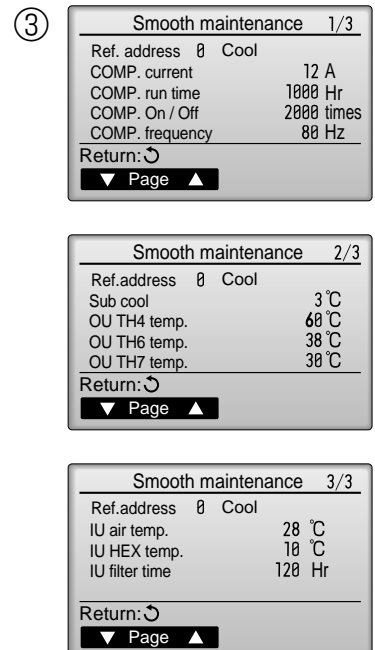 ③
Smooth maintenance 1/3
Ref. address 0 Cool
COMP. current 12 A
COMP. run time 1000 Hr
COMP. On / Off 2000 times
COMP. frequency 80 Hz
Return:
▼ Page ▲
Smooth maintenance 2/3
Ref.address 0 Cool
Sub cool 3℃
OU TH4 temp. 60℃
OU TH6 temp. 38℃
OU TH7 temp. 30℃
Return:
▼ Page ▲
Smooth maintenance 3/3
Ref.address 0 Cool
IU air temp. 28 ℃
IU HEX temp. 10 ℃
IU filter time 120 Hr
Return:
▼ Page ▲